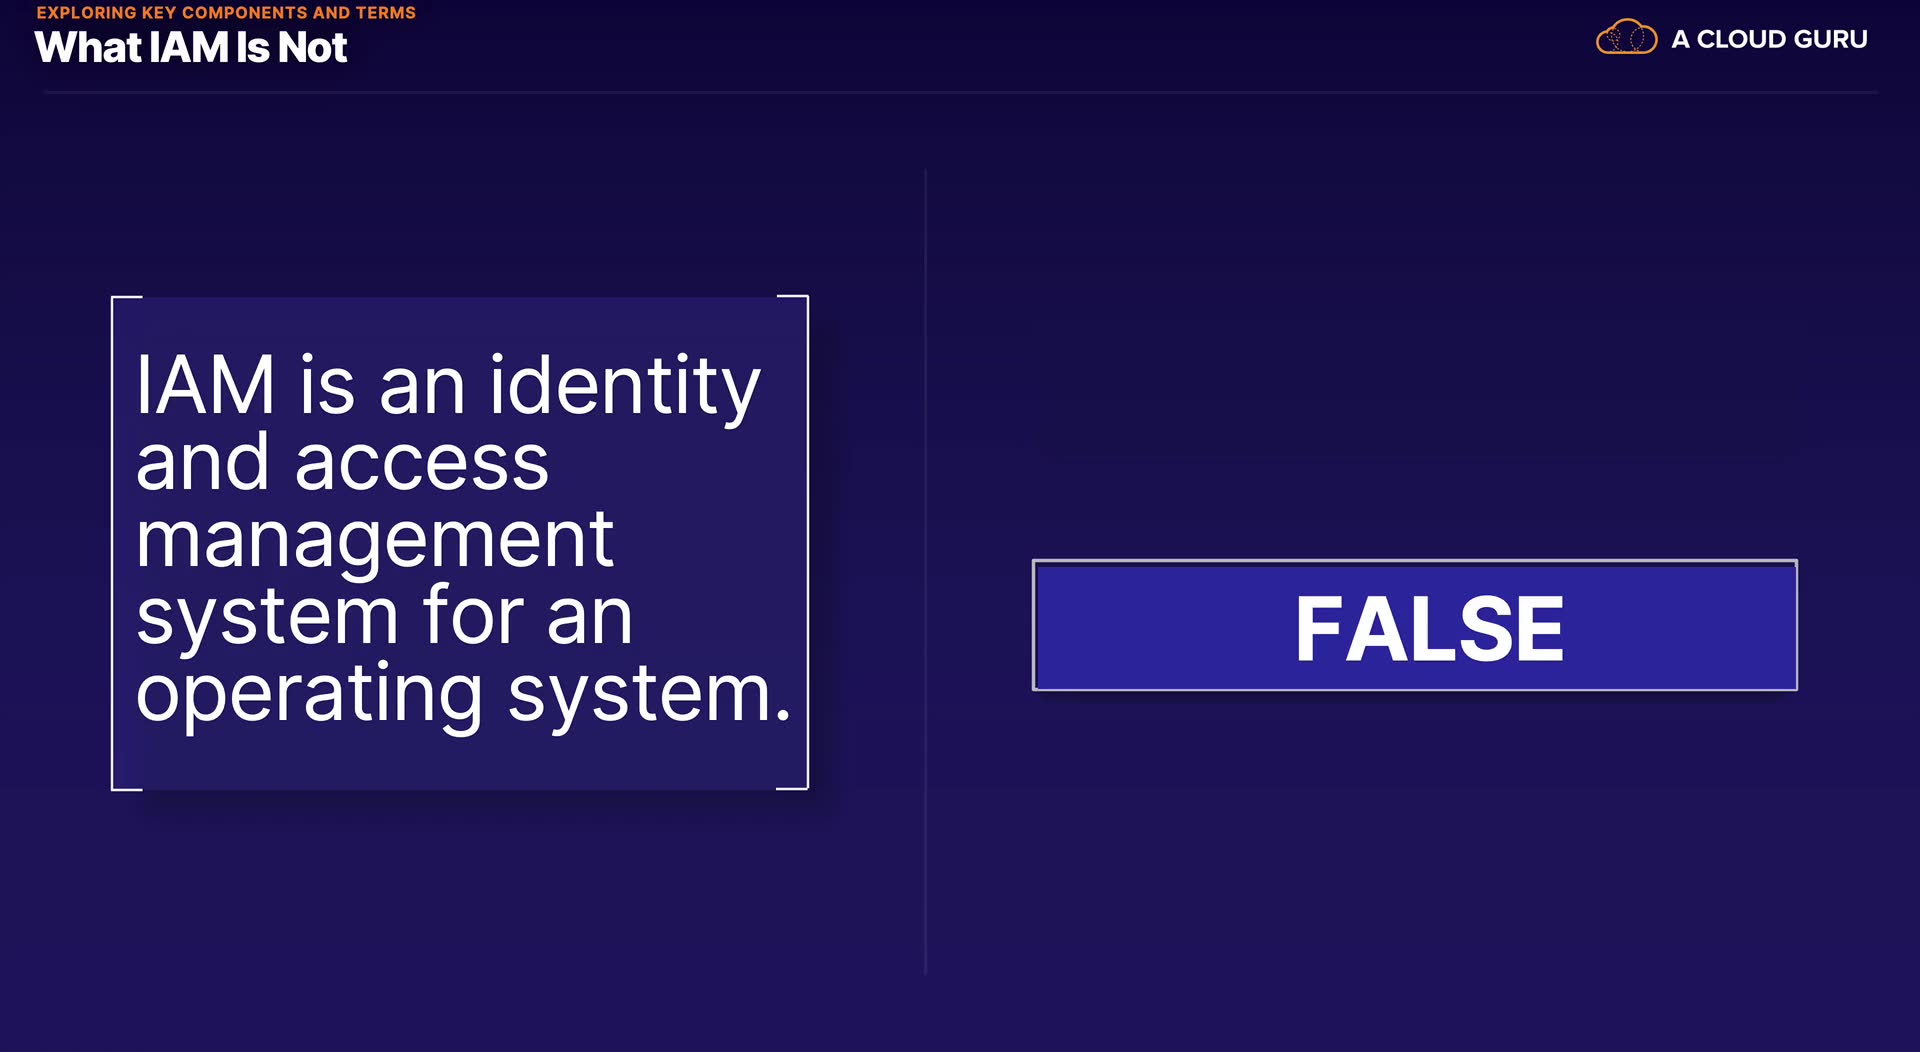 EXPLORING KEY COMPONENTS AND TERMS
What IAM Is Not
A CLOUD GURU
IAM is an identity
and access
management
system for an
operating system.
FALSE